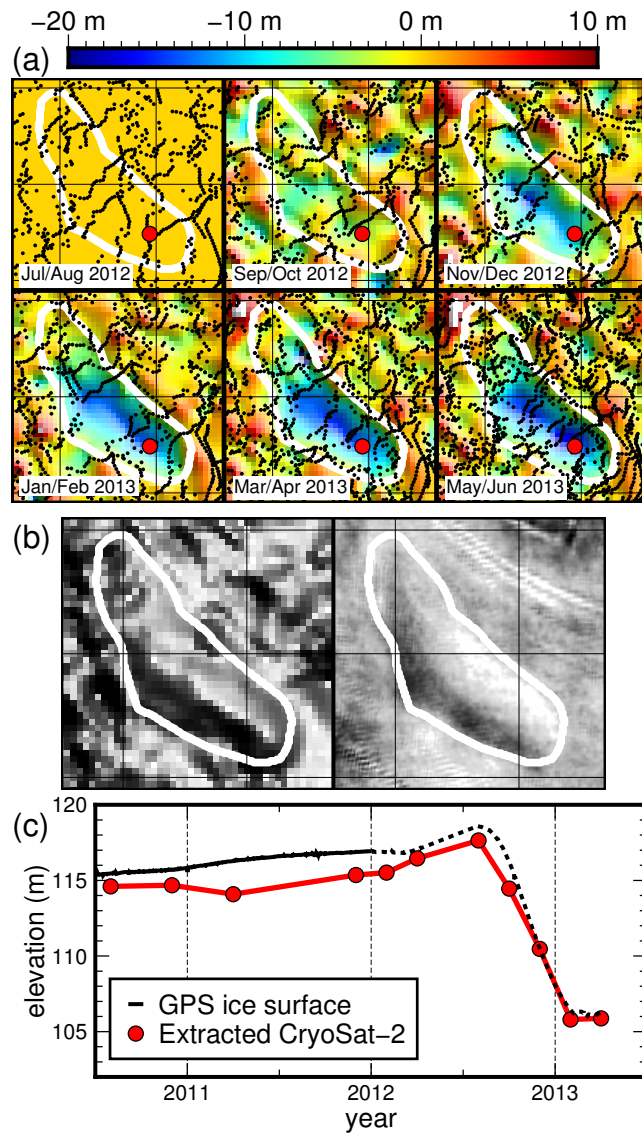 −20 m −10 m 0 m 10 m
(a)
Jul/Aug 2012 Sep/Oct 2012 Nov/Dec 2012
Jan/Feb 2013 Mar/Apr 2013 May/Jun 2013
(b)
(c)
120
115
110
105
elevation (m)
GPS ice surface
Extracted CryoSat−2
2011 2012 2013
year